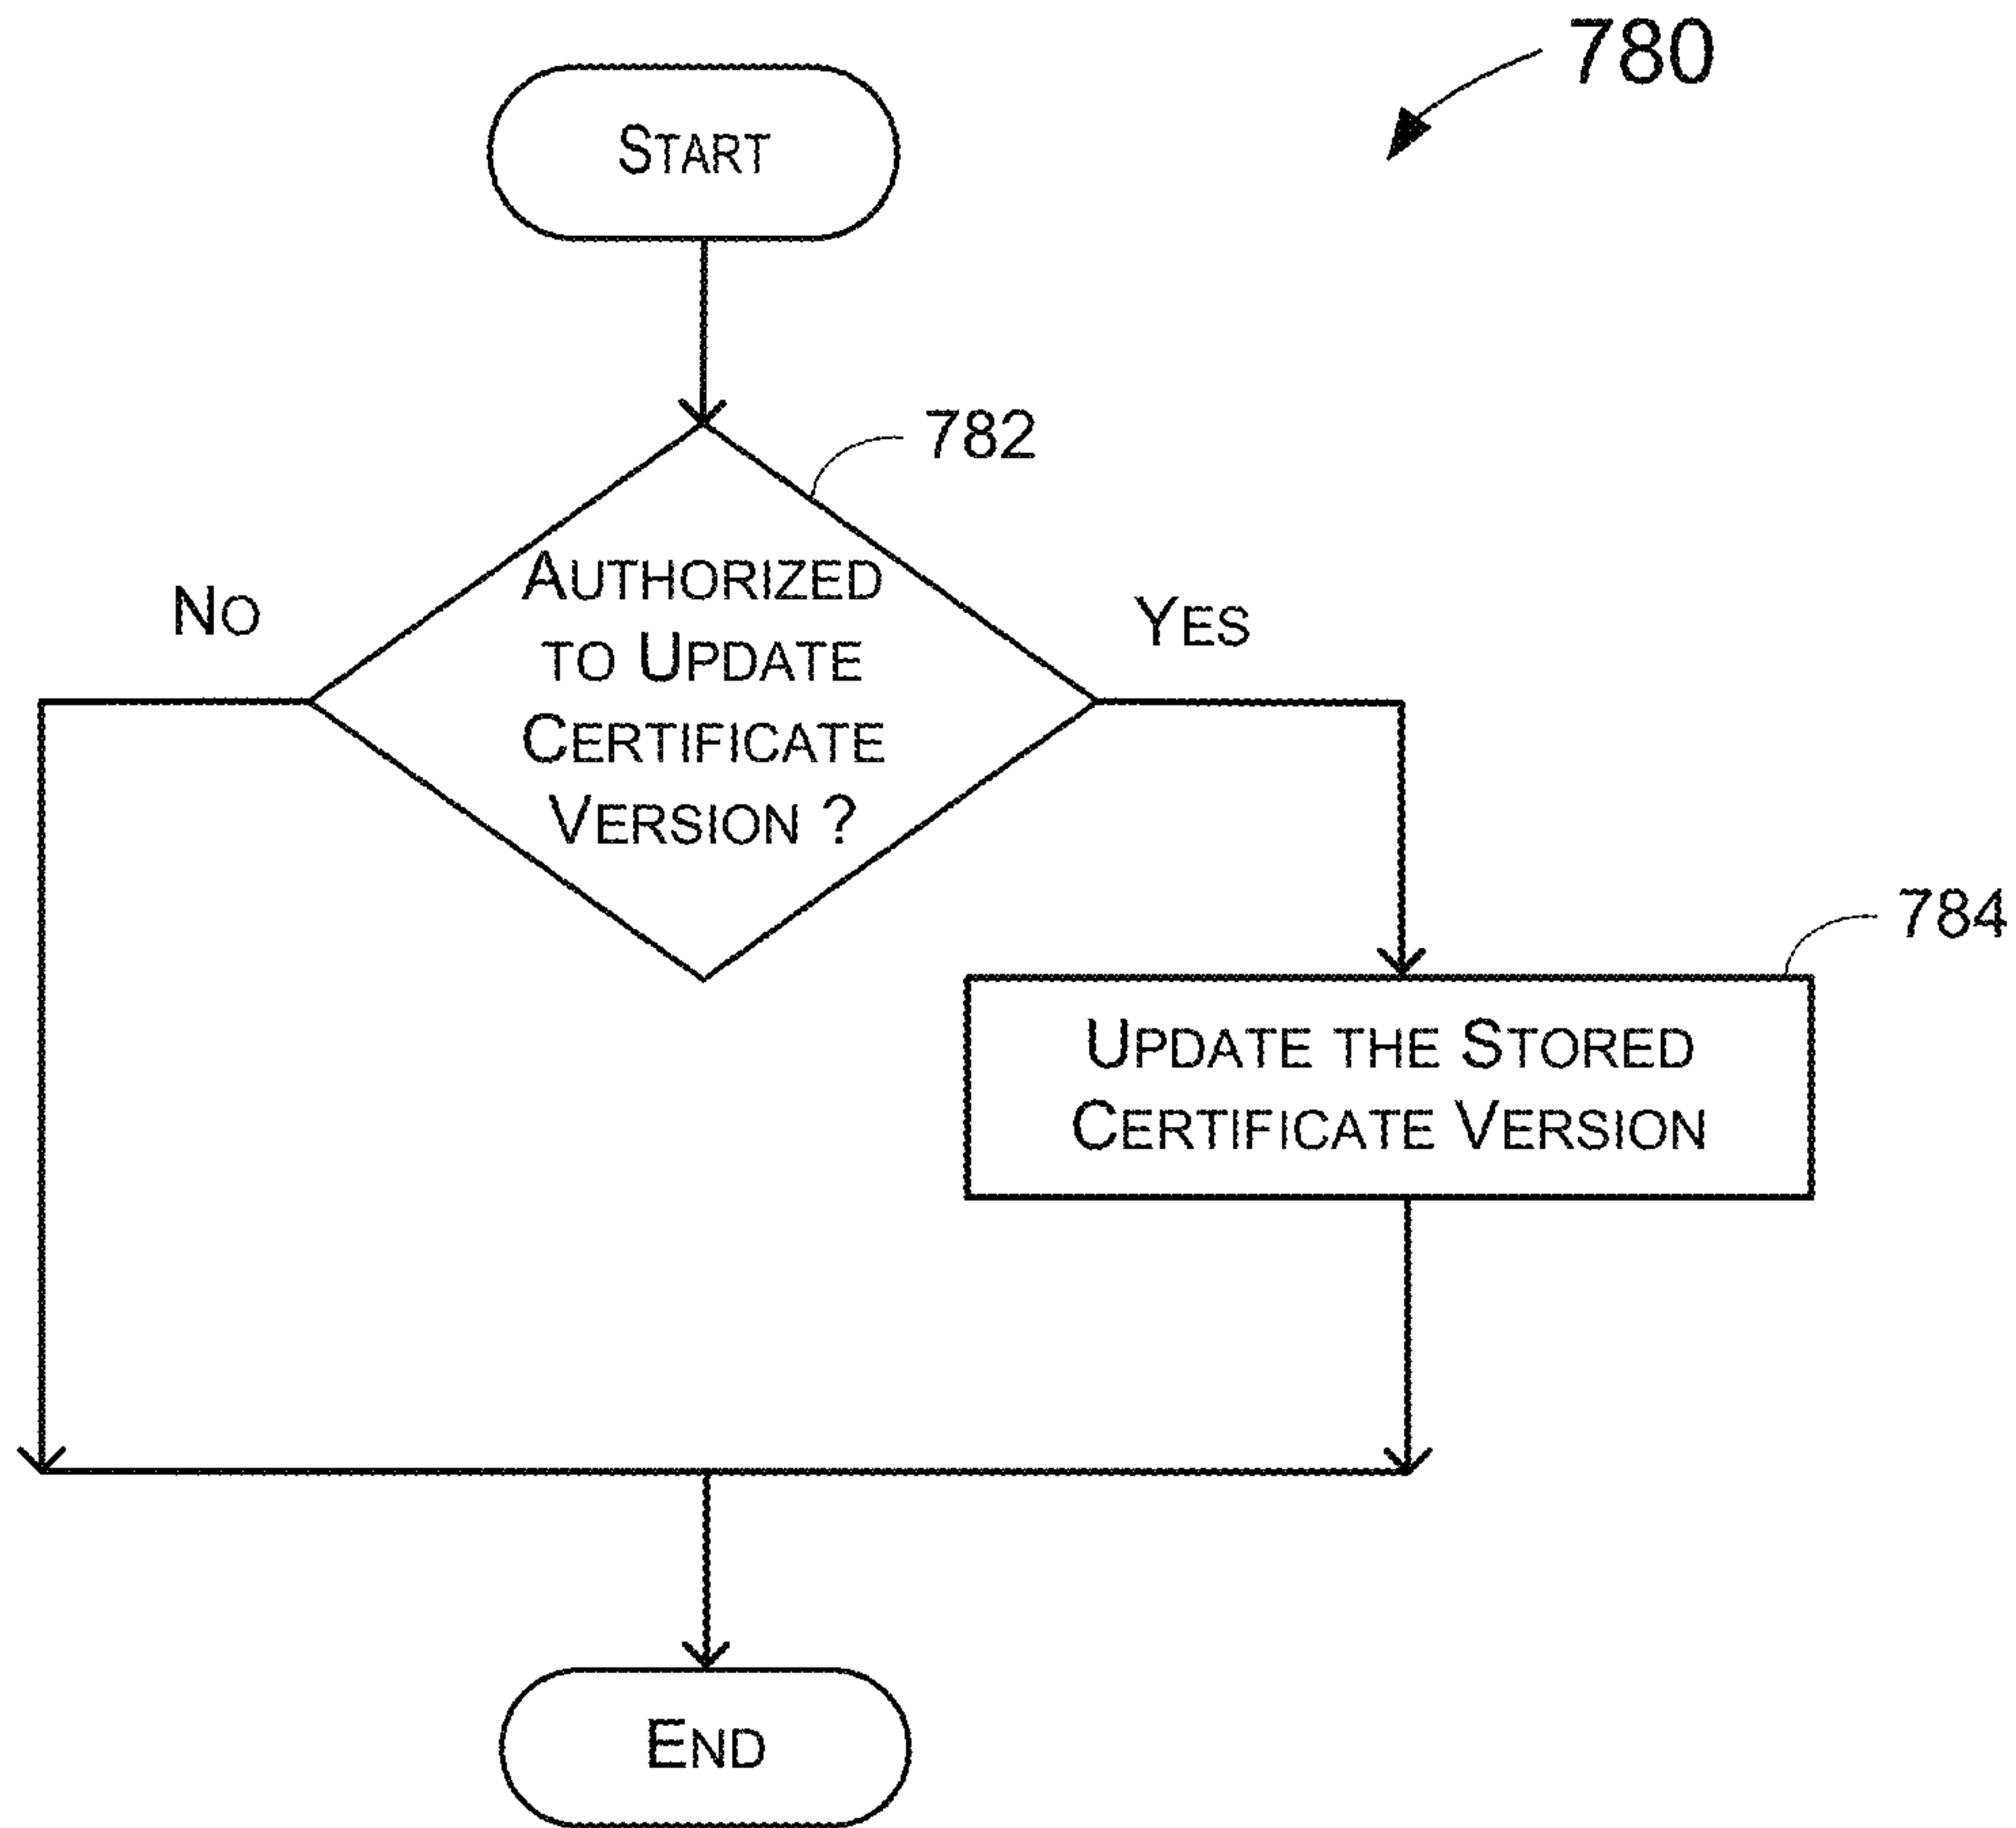 780
START
782
AUTHORIZED
TO UPDATE
CERTIFICATE
VERSION ?
NO
YES
784
UPDATE THE STORED
CERTIFICATE VERSION
END